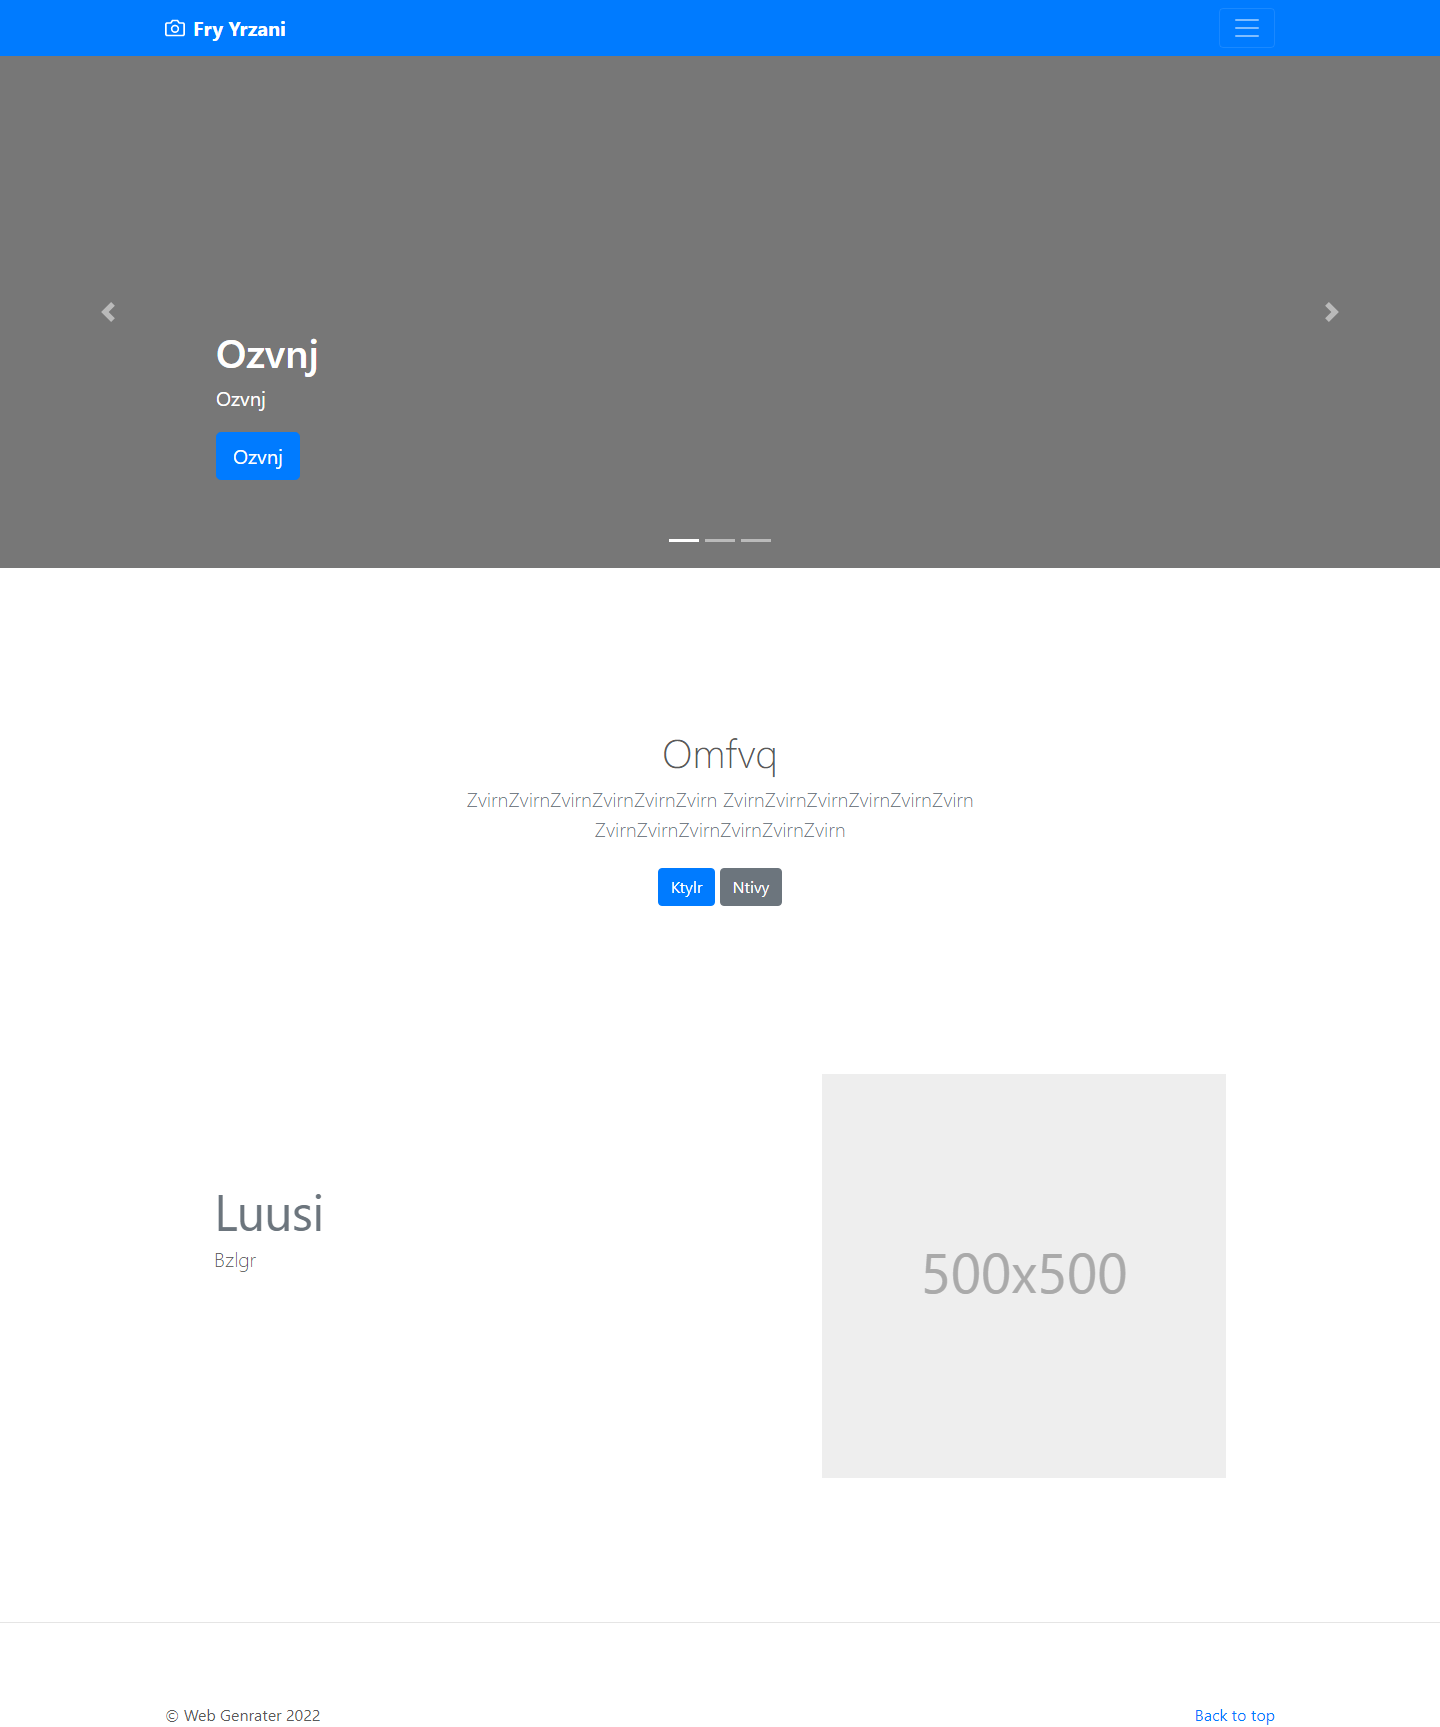 Fry Yrzani
Ozvnj
Ozvnj
Ozvnj
Omfvq
ZvirnZvirnZvirnZvirnZvirnZvirn ZvirnZvirnZvirnZvirnZvirnZvirn
ZvirnZvirnZvirnZvirnZvirnZvirn
Ktylr Ntivy
Luusi
Bzlgr
500x500
© Web Genrater 2022
Back to top